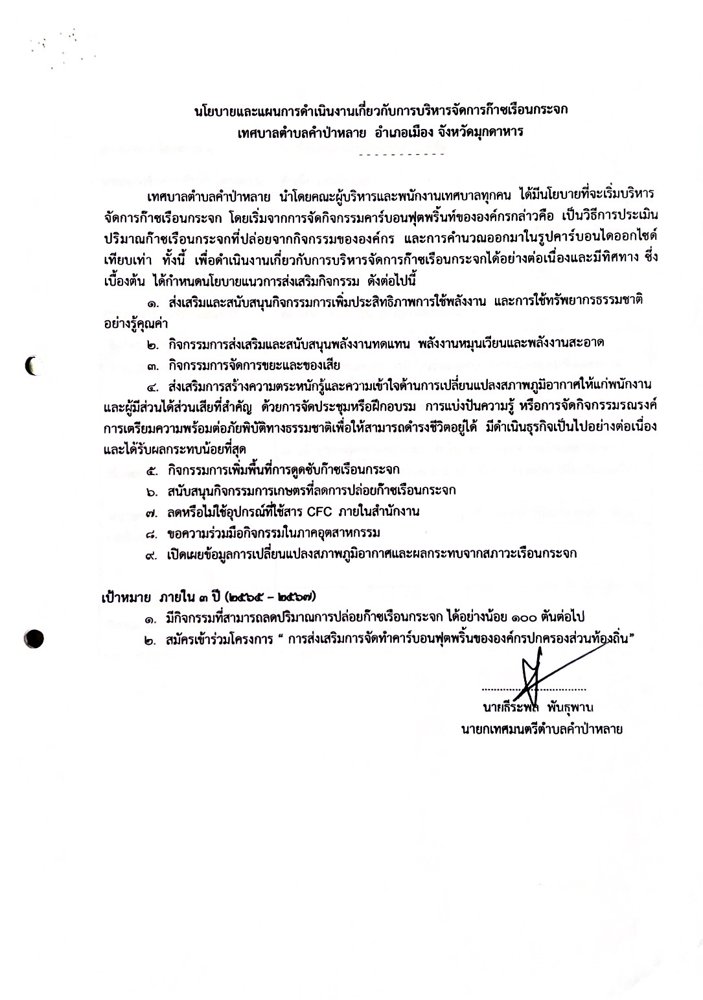 นโยบายและแผนการดำเนินงานเกี่ยวกับการบริหารจัดการก๊าซเรือนกระจก
เทศบาลตำบลคำป่าหลาย อำเภอเมือง จังหวัดมุกดาหาร
-----------
เทศบาลตำบลคำป่าหลาย นำโดยคณะผู้บริหารและพนักงานเทศบาลทุกคน ได้มีนโยบายที่จะเริ่มบริหาร
จัดการก๊าซเรือนกระจก โดยเริ่มจากการจัดกิจกรรมคาร์บอนฟุตพริ้นท์ขององค์กรกล่าวคือ เป็นวิธีการประเมิน
ปริมาณก๊าซเรือนกระจกที่ปล่อยจากกิจกรรมขององค์กร และการคำนวณออกมาในรูปคาร์บอนไดออกไซด์
เทียบเท่า ทั้งนี้ เพื่อดำเนินงานเกี่ยวกับการบริหารจัดการก๊าซเรือนกระจกได้อย่างต่อเนื่องและมีทิศทาง ซึ่ง
เบื้องต้น ได้กำหนดนโยบายแนวการส่งเสริมกิจกรรม ดังต่อไปนี้
๑. ส่งเสริมและสนับสนุนกิจกรรมการเพิ่มประสิทธิภาพการใช้พลังงาน และการใช้ทรัพยากรธรรมชาติ
อย่างรู้คุณค่า
๒. กิจกรรมการส่งเสริมและสนับสนุนพลังงานทดแทน พลังงานหมุนเวียนและพลังงานสะอาด
๓. กิจกรรมการจัดการขยะและของเสีย
๔. ส่งเสริมการสร้างความตระหนักรู้และความเข้าใจด้านการเปลี่ยนแปลงสภาพภูมิอากาศให้แก่พนักงาน
และผู้มีส่วนได้ส่วนเสียที่สำคัญ ด้วยการจัดประชุมหรือฝึกอบรม การแบ่งปันความรู้ หรือการจัดกิจกรรมรณรงค์
การเตรียมความพร้อมต่อภัยพิบัติทางธรรมชาติเพื่อให้สามารถดำรงชีวิตอยู่ได้ มีดำเนินธุรกิจเป็นไปอย่างต่อเนื่อง
และได้รับผลกระทบน้อยที่สุด
๕. กิจกรรมการเพิ่มพื้นที่การดูดซับก๊าซเรือนกระจก
๖. สนับสนุนกิจกรรมการเกษตรที่ลดการปล่อยก๊าซเรือนกระจก
๗. ลดหรือไม่ใช้อุปกรณ์ที่ใช้สาร CFC ภายในสำนักงาน
๘. ขอความร่วมมือกิจกรรมในภาคอุตสาหกรรม
๙. เปิดเผยข้อมูลการเปลี่ยนแปลงสภาพภูมิอากาศและผลกระทบจากสภาวะเรือนกระจก
เป้าหมาย ภายใน ๓ ปี (๒๕๖๕ – ๒๕๖๗)
๑. มีกิจกรรมที่สามารถลดปริมาณการปล่อยก๊าซเรือนกระจก ได้อย่างน้อย ๑๐๐ ตันต่อไป
๒. สมัครเข้าร่วมโครงการ “ การส่งเสริมการจัดทำคาร์บอนฟุตพริ้นขององค์กรปกครองส่วนท้องถิ่น”
................................
นายธีระพล พันธุพาน
นายกเทศมนตรีตำบลคำป่าหลาย